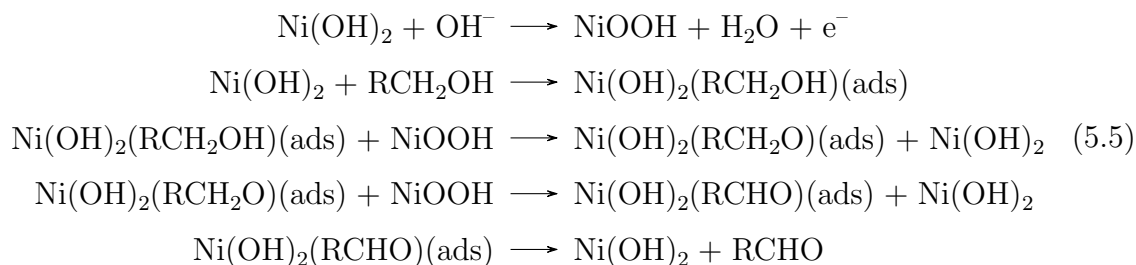 Ni(OH)₂ + OH⁻ ⟶ NiOOH + H₂O + e⁻
Ni(OH)₂ + RCH₂OH ⟶ Ni(OH)₂(RCH₂OH)(ads)
Ni(OH)₂(RCH₂OH)(ads) + NiOOH ⟶ Ni(OH)₂(RCH₂O)(ads) + Ni(OH)₂ (5.5)
Ni(OH)₂(RCH₂O)(ads) + NiOOH ⟶ Ni(OH)₂(RCHO)(ads) + Ni(OH)₂
Ni(OH)₂(RCHO)(ads) ⟶ Ni(OH)₂ + RCHO